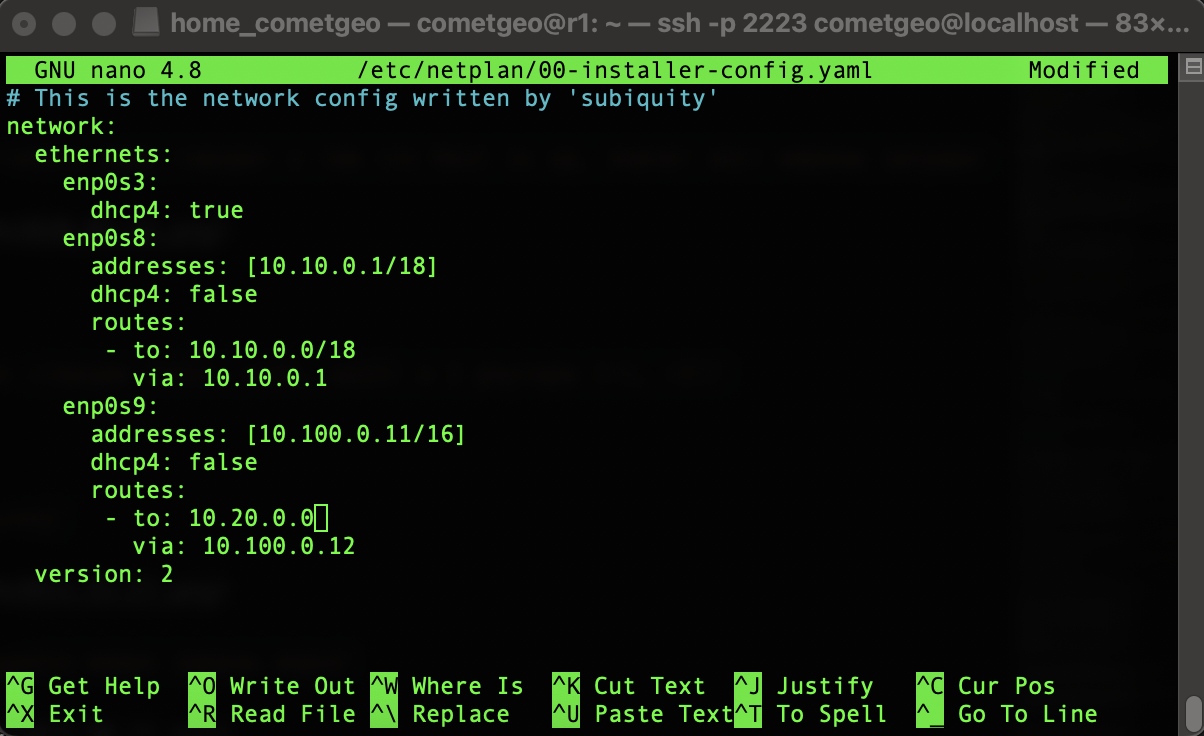 home_cometgeo — cometgeo@r1: ~ — ssh -p 2223 cometgeo@localhost — 83×...
GNU nano 4.8 /etc/netplan/00-installer-config.yaml Modified
# This is the network config written by 'subiquity'
network:
  ethernets:
    enp0s3:
      dhcp4: true
    enp0s8:
      addresses: [10.10.0.1/18]
      dhcp4: false
      routes:
       - to: 10.10.0.0/18
         via: 10.10.0.1
    enp0s9:
      addresses: [10.100.0.11/16]
      dhcp4: false
      routes:
       - to: 10.20.0.0
         via: 10.100.0.12
  version: 2
^G Get Help ^O Write Out ^W Where Is ^K Cut Text ^J Justify ^C Cur Pos
^X Exit ^R Read File ^\ Replace ^U Paste Text ^T To Spell ^_ Go To Line